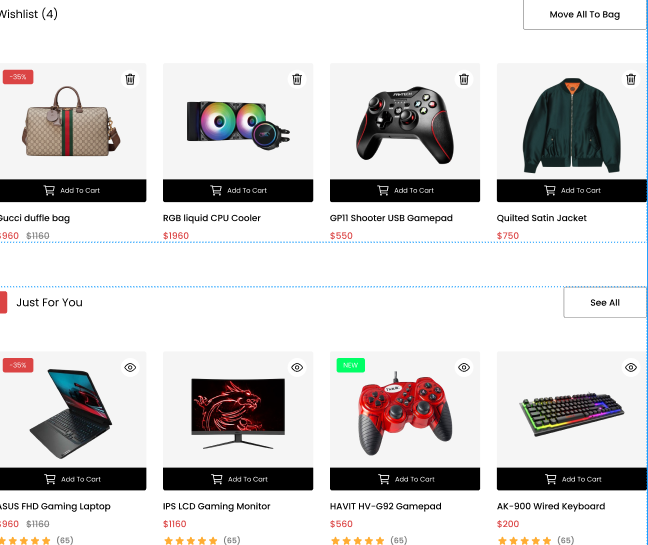 Wishlist (4)
Move All To Bag
-35%
FANTECH
Add To Cart
Add To Cart
Add To Cart
Add To Cart
Gucci duffle bag
RGB liquid CPU Cooler
GP11 Shooter USB Gamepad
Quilted Satin Jacket
$960 $1160
$1960
$550
$750
Just For You
See All
-35%
NEW
Add To Cart
Add To Cart
Add To Cart
Add To Cart
ASUS FHD Gaming Laptop
IPS LCD Gaming Monitor
HAVIT HV-G92 Gamepad
AK-900 Wired Keyboard
$960 $1160
$1160
$560
$200
(65)
(65)
(65)
(65)